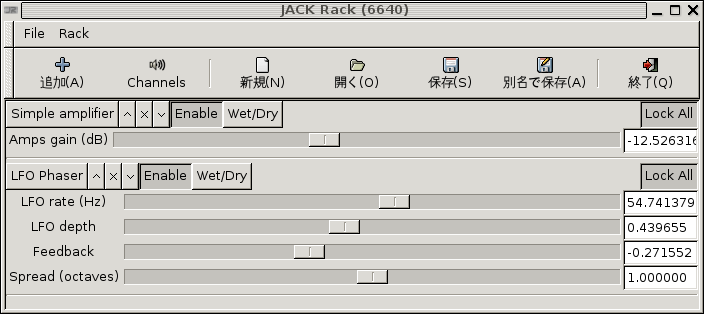 JACK Rack (6640)
File Rack
追加(A) Channels 新規(N) 開く(O) 保存(S) 別名で保存(A) 終了(Q)
Simple amplifier Enable Wet/Dry Lock All
Amps gain (dB) -12.526316
LFO Phaser Enable Wet/Dry Lock All
LFO rate (Hz) 54.741379
LFO depth 0.439655
Feedback -0.271552
Spread (octaves) 1.000000